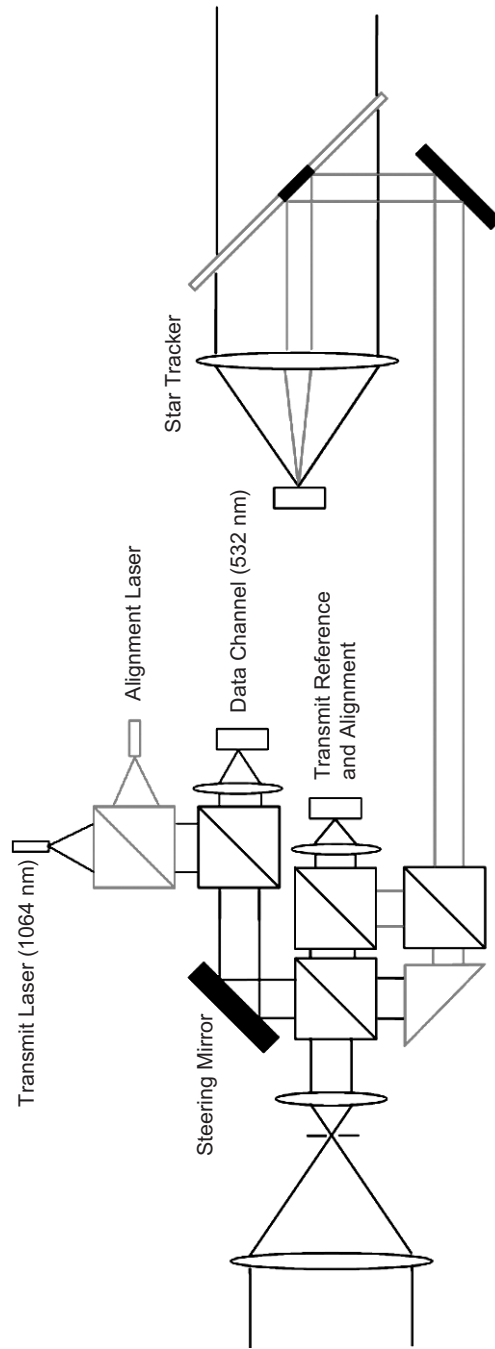 Transmit Laser (1064 nm)
Alignment Laser
Data Channel (532 nm)
Star Tracker
Steering Mirror
Transmit Reference
and Alignment